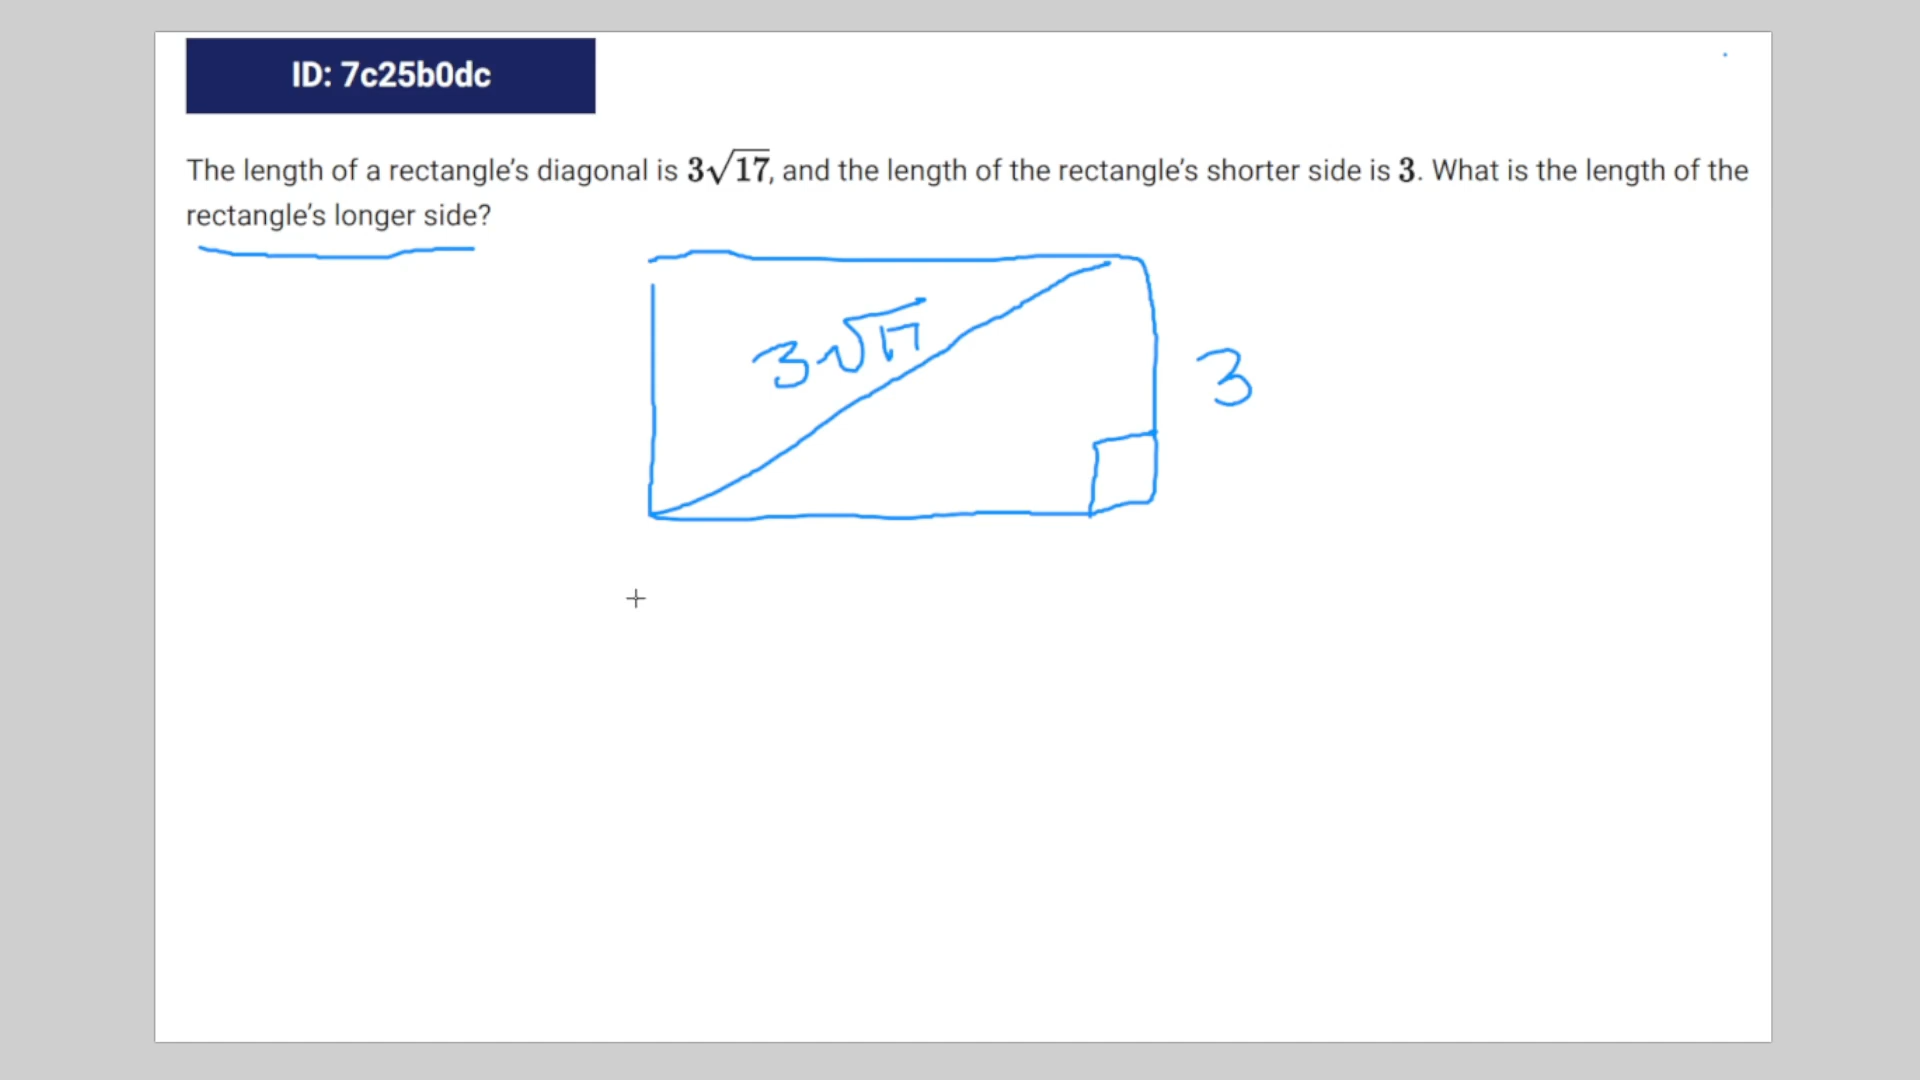 ID: 7c25b0dc
The length of a rectangle’s diagonal is 3√17, and the length of the rectangle’s shorter side is 3. What is the length of the
rectangle’s longer side?
3√17
3